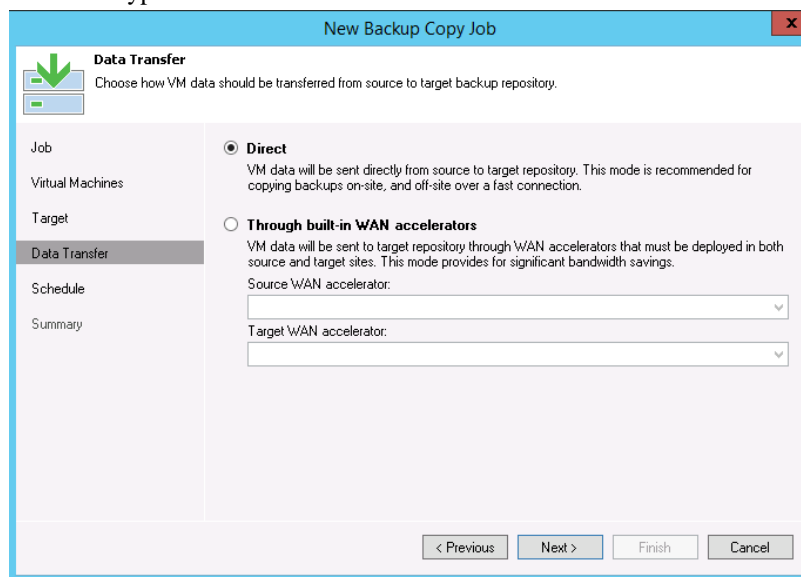 New Backup Copy Job
x
Data Transfer
Choose how VM data should be transferred from source to target backup repository.
Job
Virtual Machines
Target
Data Transfer
Schedule
Summary
Direct
VM data will be sent directly from source to target repository. This mode is recommended for
copying backups on-site, and off-site over a fast connection.
Through built-in WAN accelerators
VM data will be sent to target repository through WAN accelerators that must be deployed in both
source and target sites. This mode provides for significant bandwidth savings.
Source WAN accelerator:
Target WAN accelerator:
< Previous
Next >
Finish
Cancel